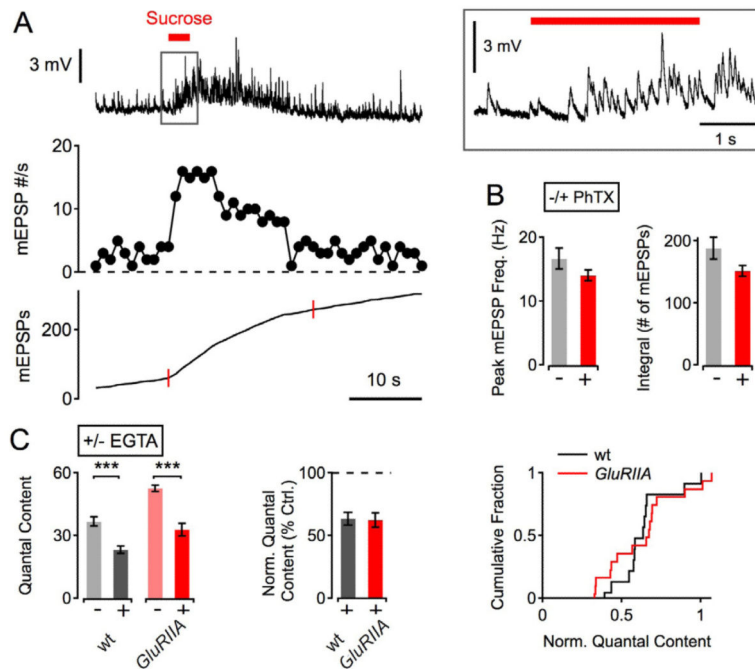 A
Sucrose
3 mV
3 mV
1 s
mEPSP #/s
20
10
0
mEPSPs
200
0
10 s
B
-/+ PhTX
Peak mEPSP Freq. (Hz)
20
10
0
- +
Integral (# of mEPSPs)
200
100
0
- +
C
+/- EGTA
Quantal Content
60
30
0
*** ***
- + - +
wt GluRIIA
Norm. Quantal
Content (% Ctrl.)
100
50
0
+ +
wt GluRIIA
wt
GluRIIA
Cumulative Fraction
1
0.5
0
0 0.5 1
Norm. Quantal Content